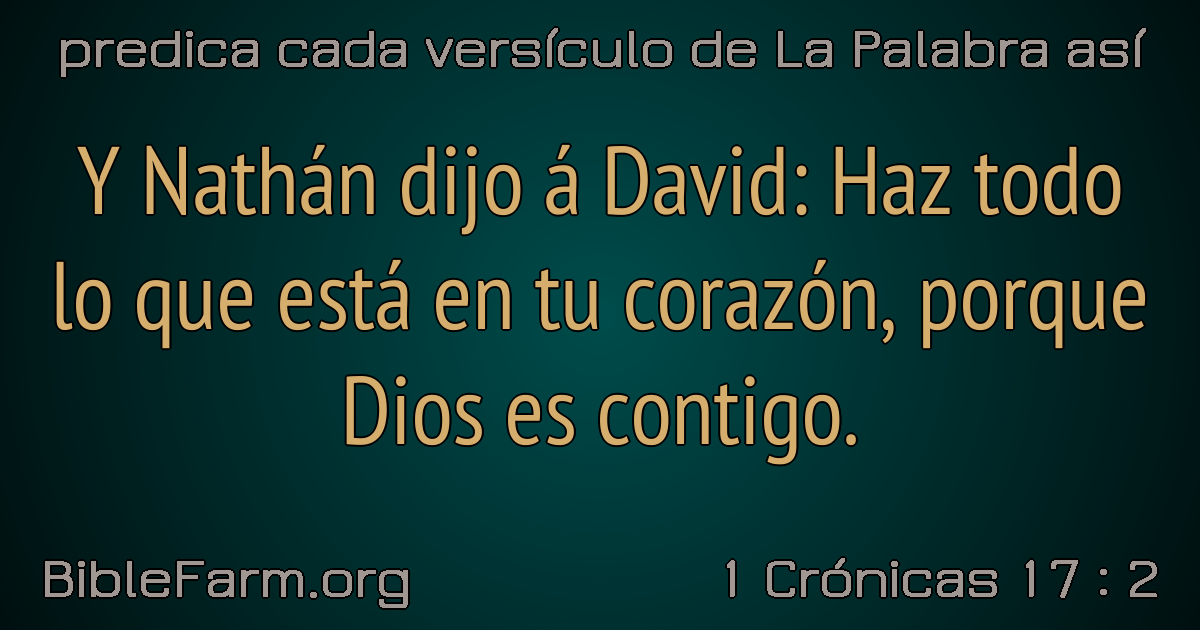 predica cada versículo de La Palabra así
Y Nathán dijo á David: Haz todo
lo que está en tu corazón, porque
Dios es contigo.
BibleFarm.org
1 Crónicas 17 : 2